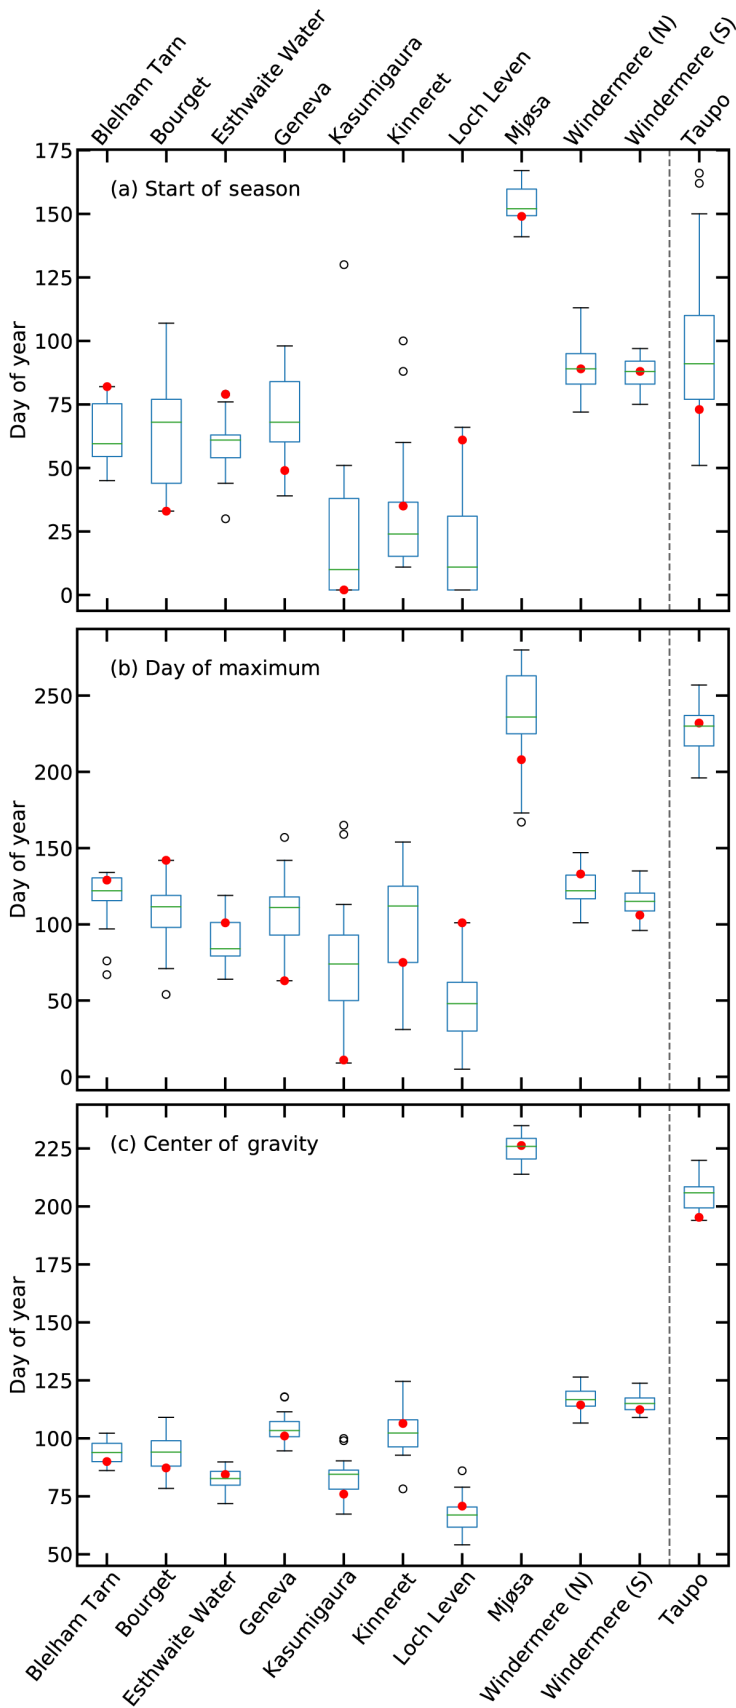 Blelham Tarn
Bourget
Esthwaite Water
Geneva
Kasumigaura
Kinneret
Loch Leven
Mjøsa
Windermere (N)
Windermere (S)
Taupo
(a) Start of season
Day of year
175
150
125
100
75
50
25
0
(b) Day of maximum
Day of year
250
200
150
100
50
0
(c) Center of gravity
Day of year
225
200
175
150
125
100
75
50
Blelham Tarn
Bourget
Esthwaite Water
Geneva
Kasumigaura
Kinneret
Loch Leven
Mjøsa
Windermere (N)
Windermere (S)
Taupo